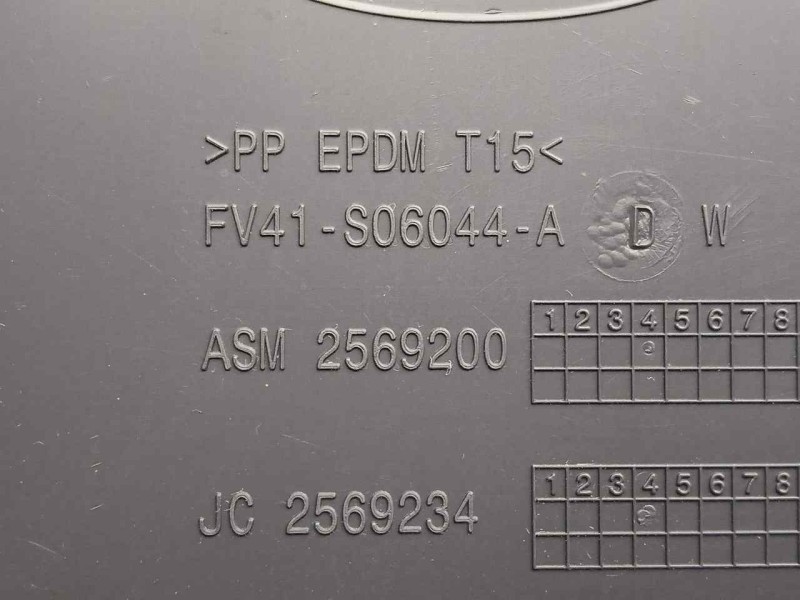 >PP EPDM T15<
FV41-S06044-A D W
ASM 2569200
1 2 3 4 5 6 7 8
JC 2569234
1 2 3 4 5 6 7 8